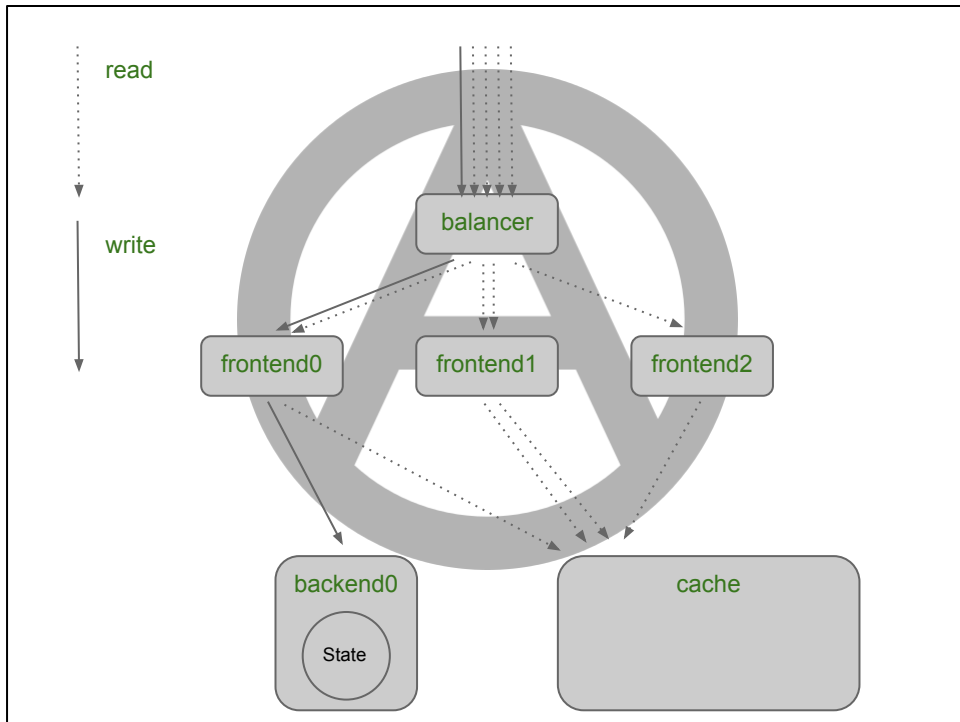 read
write
balancer
frontend0
frontend1
frontend2
backend0
State
cache